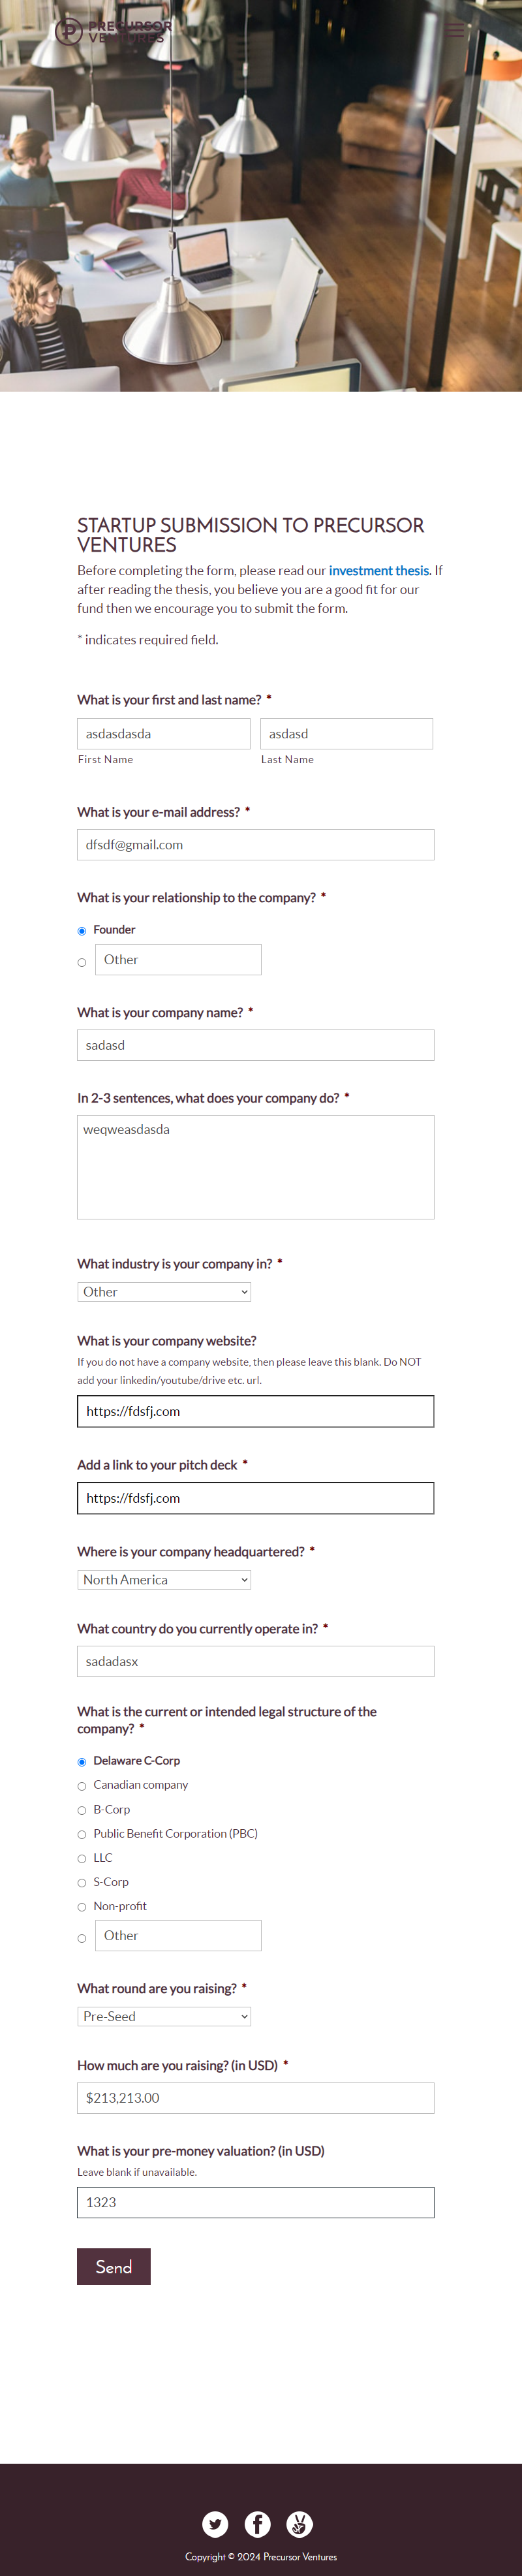 PRECURSOR
VENTURES
STARTUP SUBMISSION TO PRECURSOR
VENTURES
Before completing the form, please read our investment thesis. If
after reading the thesis, you believe you are a good fit for our
fund then we encourage you to submit the form.
* indicates required field.
What is your first and last name? *
asdasdasda asdasd
First Name Last Name
What is your e-mail address? *
dfsdf@gmail.com
What is your relationship to the company? *
Founder
Other
What is your company name? *
sadasd
In 2-3 sentences, what does your company do? *
weqweasdasda
What industry is your company in? *
Other
What is your company website?
If you do not have a company website, then please leave this blank. Do NOT
add your linkedin/youtube/drive etc. url.
https://fdsfj.com
Add a link to your pitch deck *
https://fdsfj.com
Where is your company headquartered? *
North America
What country do you currently operate in? *
sadadasx
What is the current or intended legal structure of the
company? *
Delaware C-Corp
Canadian company
B-Corp
Public Benefit Corporation (PBC)
LLC
S-Corp
Non-profit
Other
What round are you raising? *
Pre-Seed
How much are you raising? (in USD) *
$213,213.00
What is your pre-money valuation? (in USD)
Leave blank if unavailable.
1323
Send
Copyright © 2024 Precursor Ventures